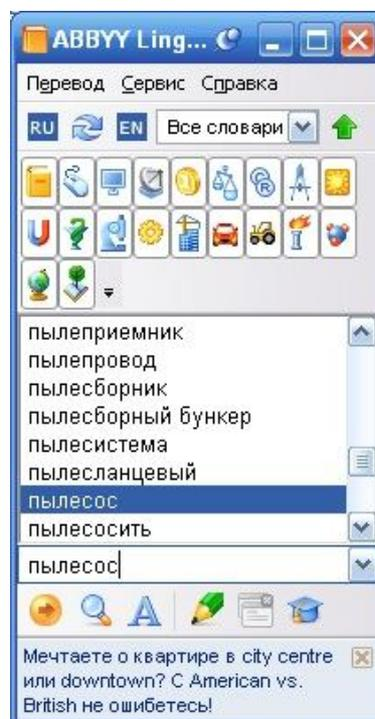 ABBYY Ling...
Перевод Сервис Справка
RU EN Все словари
пылеприемник
пылепровод
пылесборник
пылесборный бункер
пылесистема
пылесланцевый
пылесос
пылесосить
пылесос
Мечтаете о квартире в city centre
или downtown? С American vs.
British не ошибетесь!